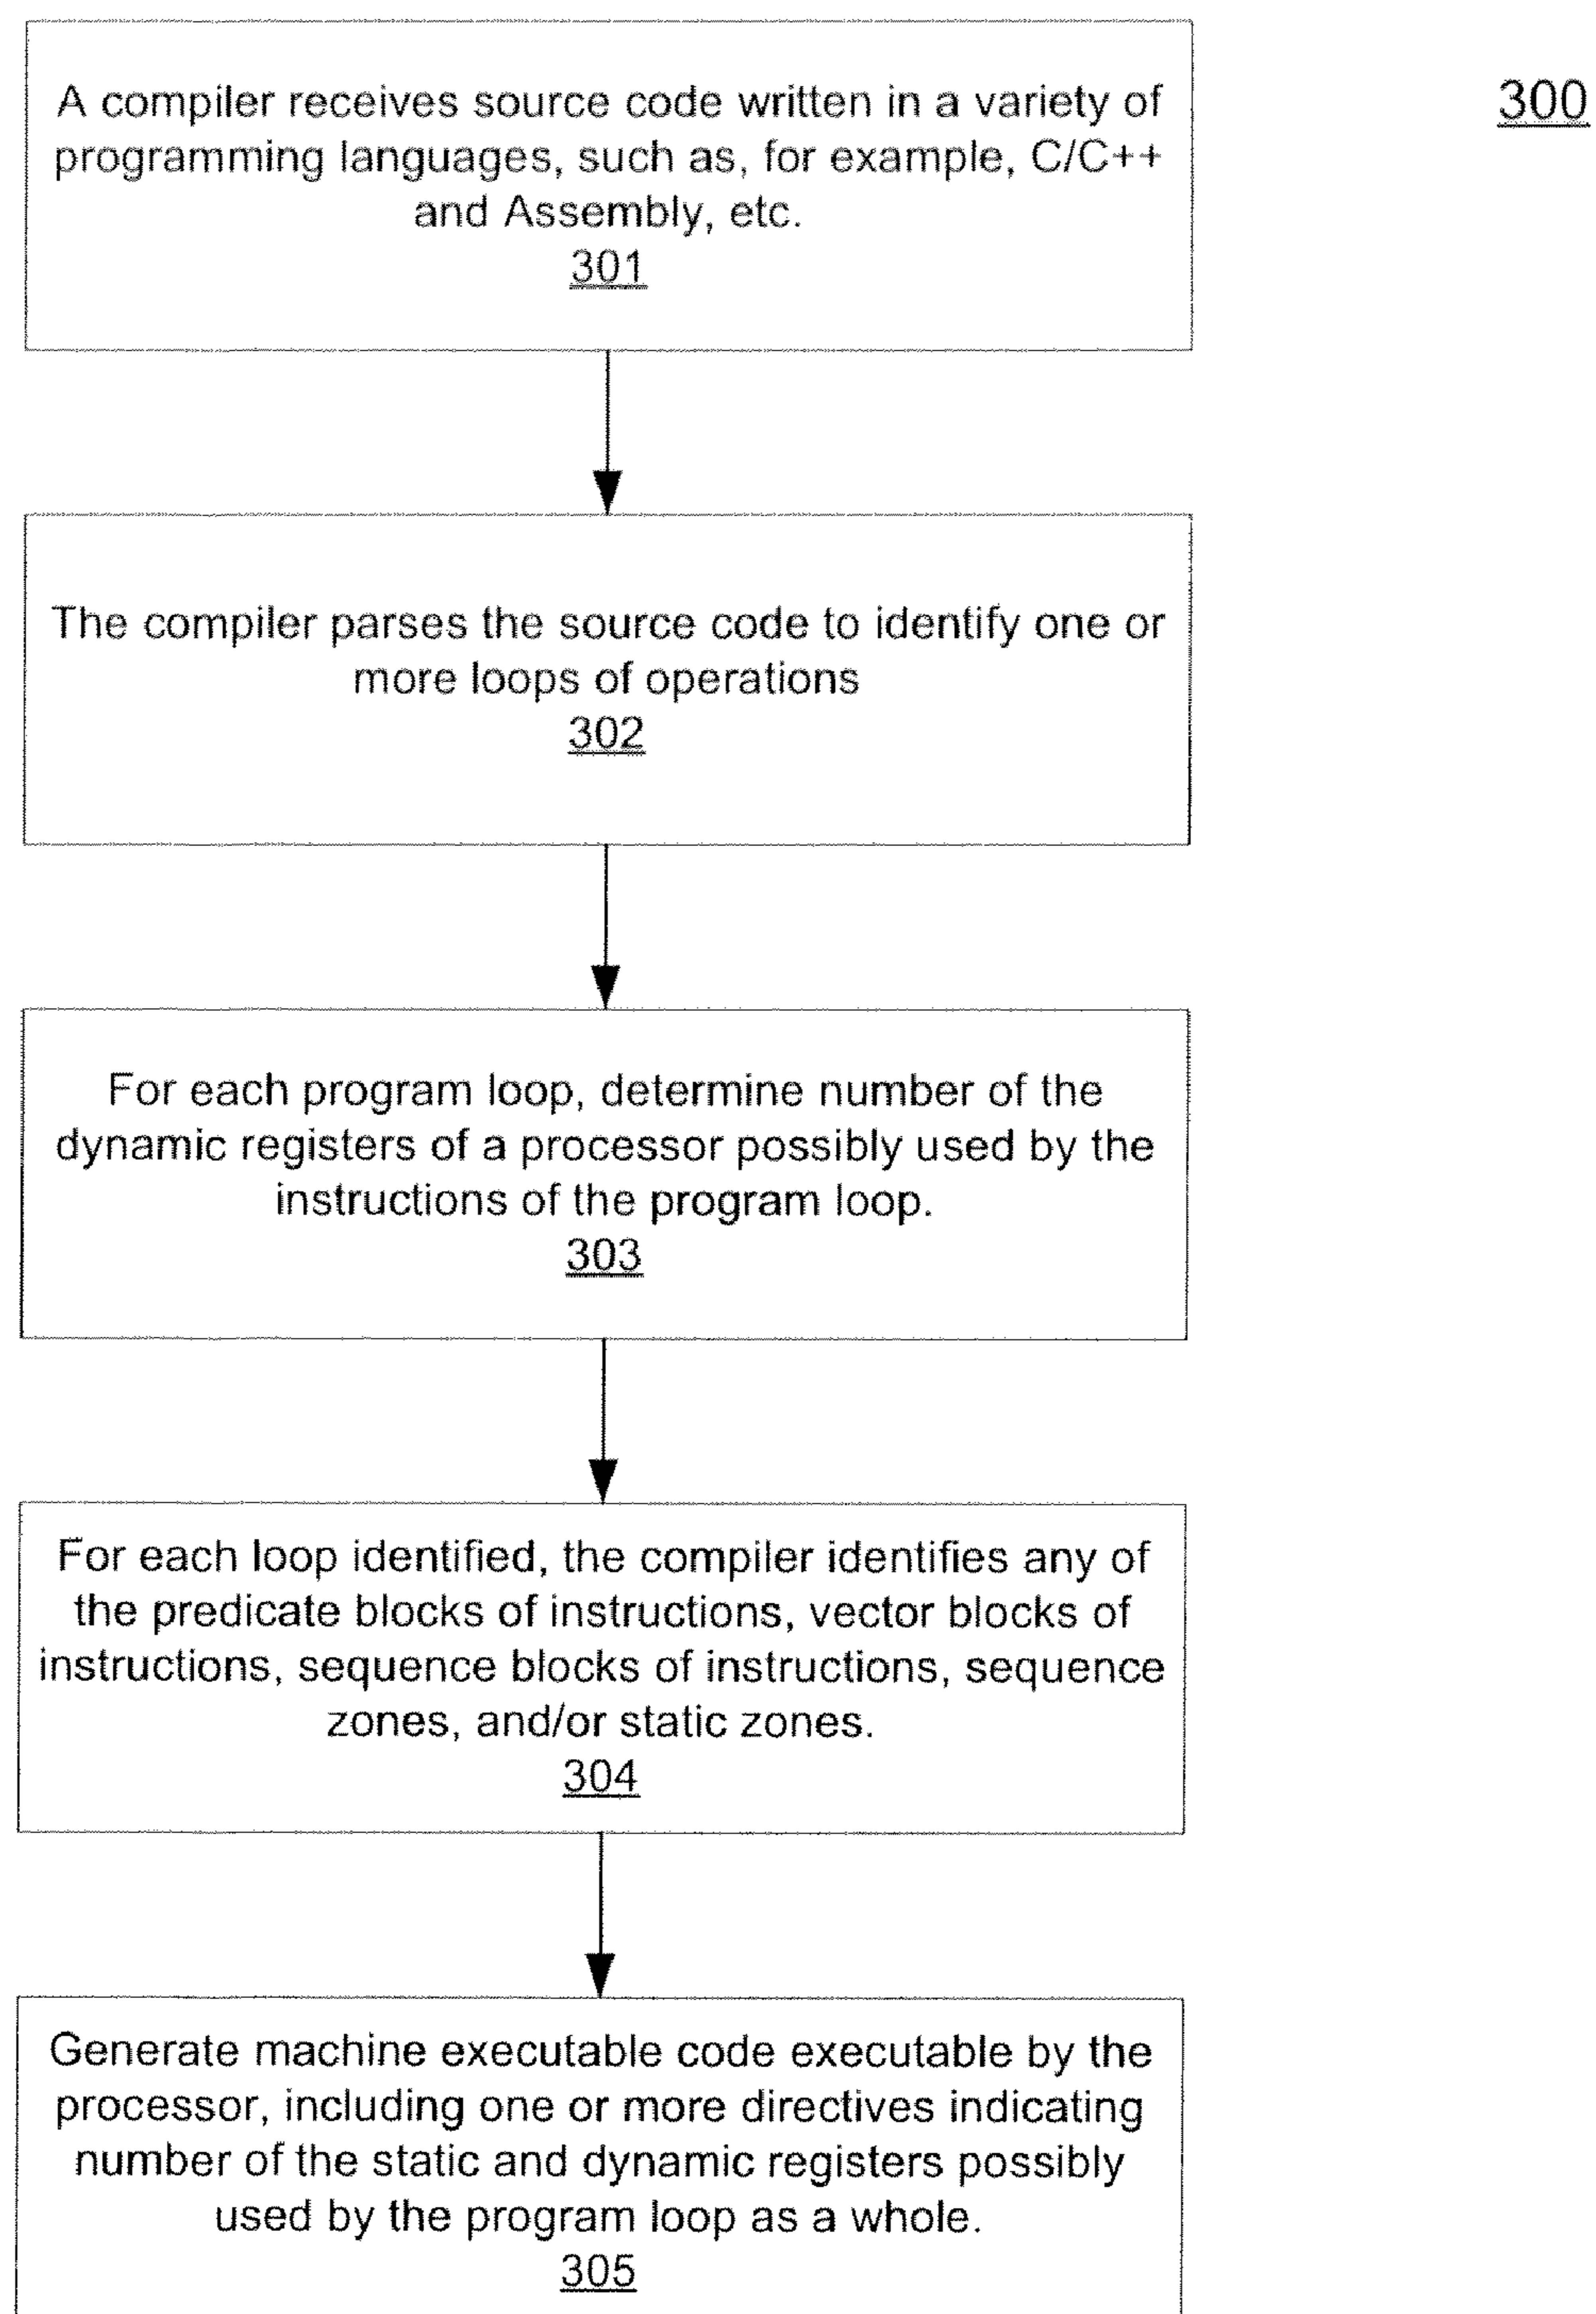 300
A compiler receives source code written in a variety of
programming languages, such as, for example, C/C++
and Assembly, etc.
301
The compiler parses the source code to identify one or
more loops of operations
302
For each program loop, determine number of the
dynamic registers of a processor possibly used by the
instructions of the program loop.
303
For each loop identified, the compiler identifies any of
the predicate blocks of instructions, vector blocks of
instructions, sequence blocks of instructions, sequence
zones, and/or static zones.
304
Generate machine executable code executable by the
processor, including one or more directives indicating
number of the static and dynamic registers possibly
used by the program loop as a whole.
305